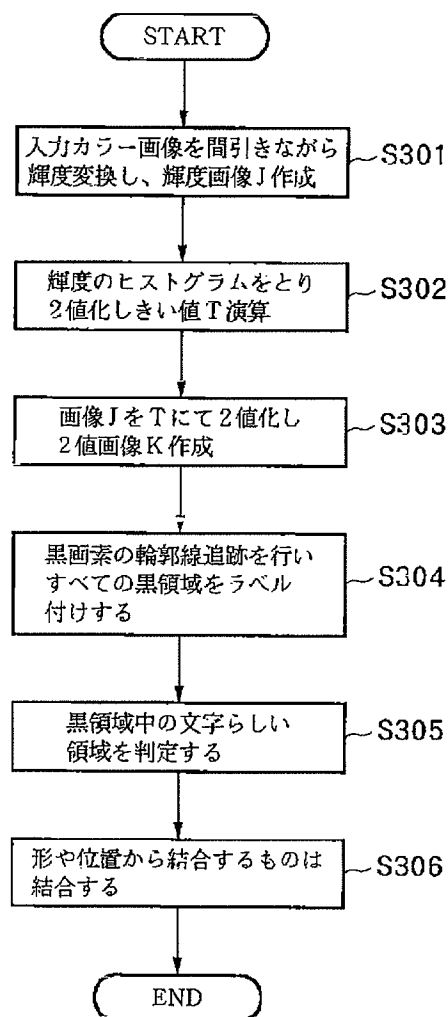 START
入力カラー画像を間引きながら
輝度変換し、輝度画像J作成
S301
輝度のヒストグラムをとり
2値化しきい値T演算
S302
画像JをTにて2値化し
2値画像K作成
S303
黒画素の輪郭線追跡を行い
すべての黒領域をラベル
付けする
S304
黒領域中の文字らしい
領域を判定する
S305
形や位置から結合するものは
結合する
S306
END